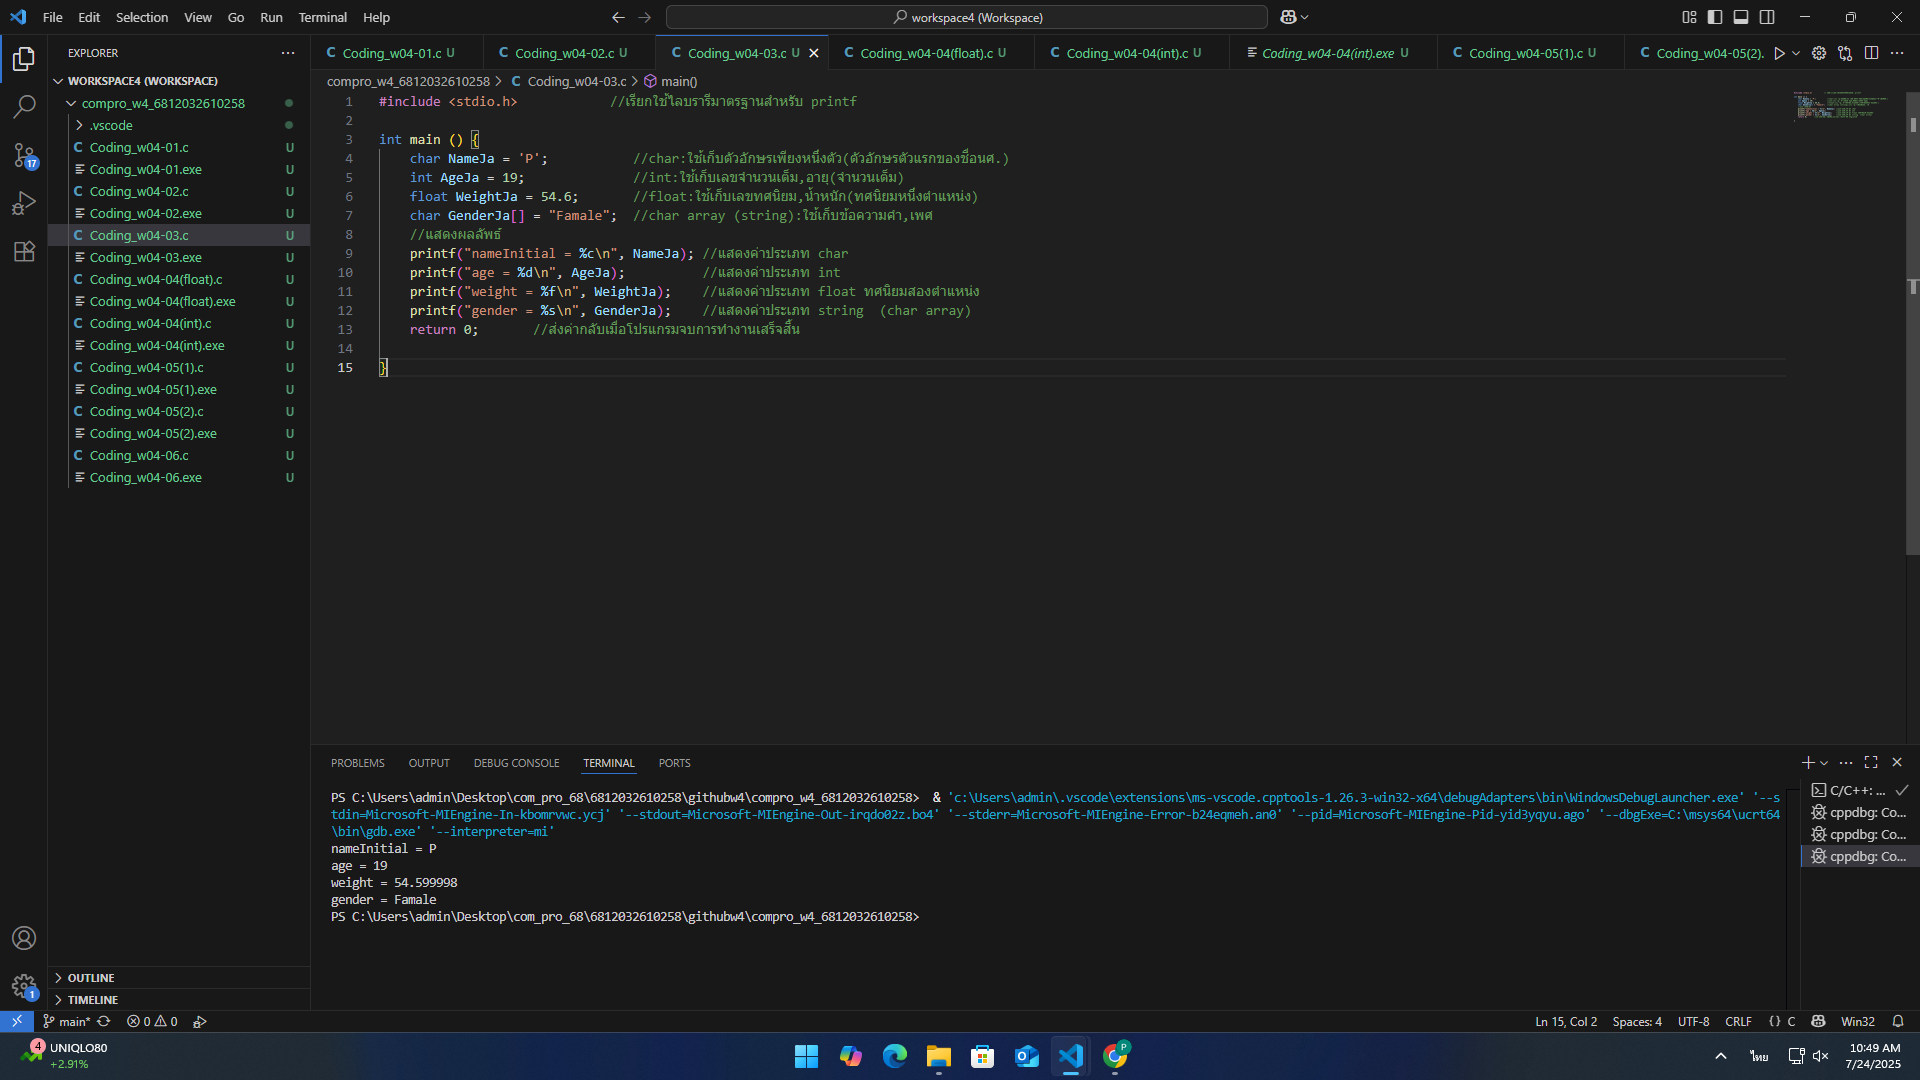 File Edit Selection View Go Run Terminal Help
workspace4 (Workspace)
EXPLORER
WORKSPACE4 (WORKSPACE)
compro_w4_6812032610258
.vscode
Coding_w04-01.c U
Coding_w04-01.exe U
Coding_w04-02.c U
Coding_w04-02.exe U
Coding_w04-03.c U
Coding_w04-03.exe U
Coding_w04-04(float).c U
Coding_w04-04(float).exe U
Coding_w04-04(int).c U
Coding_w04-04(int).exe U
Coding_w04-05(1).c U
Coding_w04-05(1).exe U
Coding_w04-05(2).c U
Coding_w04-05(2).exe U
Coding_w04-06.c U
Coding_w04-06.exe U
OUTLINE
TIMELINE
17
1
C Coding_w04-01.c U C Coding_w04-02.c U C Coding_w04-03.c U C Coding_w04-04(float).c U C Coding_w04-04(int).c U Coding_w04-04(int).exe U C Coding_w04-05(1).c U C Coding_w04-05(2).
compro_w4_6812032610258 > C Coding_w04-03.c > main()
1 #include <stdio.h> //เรียกใช้ไลบรารีมาตรฐานสำหรับ printf
2
3 int main () {
4 char NameJa = 'P'; //char:ใช้เก็บตัวอักษรเพียงหนึ่งตัว(ตัวอักษรตัวแรกของชื่อนศ.)
5 int AgeJa = 19; //int:ใช้เก็บเลขจำนวนเต็ม,อายุ(จำนวนเต็ม)
6 float WeightJa = 54.6; //float:ใช้เก็บเลขทศนิยม,น้ำหนัก(ทศนิยมหนึ่งตำแหน่ง)
7 char GenderJa[] = "Famale"; //char array (string):ใช้เก็บข้อความคำ,เพศ
8 //แสดงผลลัพธ์
9 printf("nameInitial = %c\n", NameJa); //แสดงค่าประเภท char
10 printf("age = %d\n", AgeJa); //แสดงค่าประเภท int
11 printf("weight = %f\n", WeightJa); //แสดงค่าประเภท float ทศนิยมสองตำแหน่ง
12 printf("gender = %s\n", GenderJa); //แสดงค่าประเภท string (char array)
13 return 0; //ส่งค่ากลับเมื่อโปรแกรมจบการทำงานเสร็จสิ้น
14
15 }
PROBLEMS OUTPUT DEBUG CONSOLE TERMINAL PORTS
PS C:\Users\admin\Desktop\com_pro_68\6812032610258\githubw4\compro_w4_6812032610258> & 'c:\Users\admin\.vscode\extensions\ms-vscode.cpptools-1.26.3-win32-x64\debugAdapters\bin\WindowsDebugLauncher.exe' '--s
tdin=Microsoft-MIEngine-In-kbomrvwc.ycj' '--stdout=Microsoft-MIEngine-Out-irqdo02z.bo4' '--stderr=Microsoft-MIEngine-Error-b24eqmeh.an0' '--pid=Microsoft-MIEngine-Pid-yid3yqyu.ago' '--dbgExe=C:\msys64\ucrt64
\bin\gdb.exe' '--interpreter=mi'
nameInitial = P
age = 19
weight = 54.599998
gender = Famale
PS C:\Users\admin\Desktop\com_pro_68\6812032610258\githubw4\compro_w4_6812032610258>
C/C++: ...
cppdbg: Co...
cppdbg: Co...
cppdbg: Co...
main* 0 0
Ln 15, Col 2 Spaces: 4 UTF-8 CRLF {} C Win32
4 UNIQLO80
+2.91%
P
ไทย
10:49 AM
7/24/2025